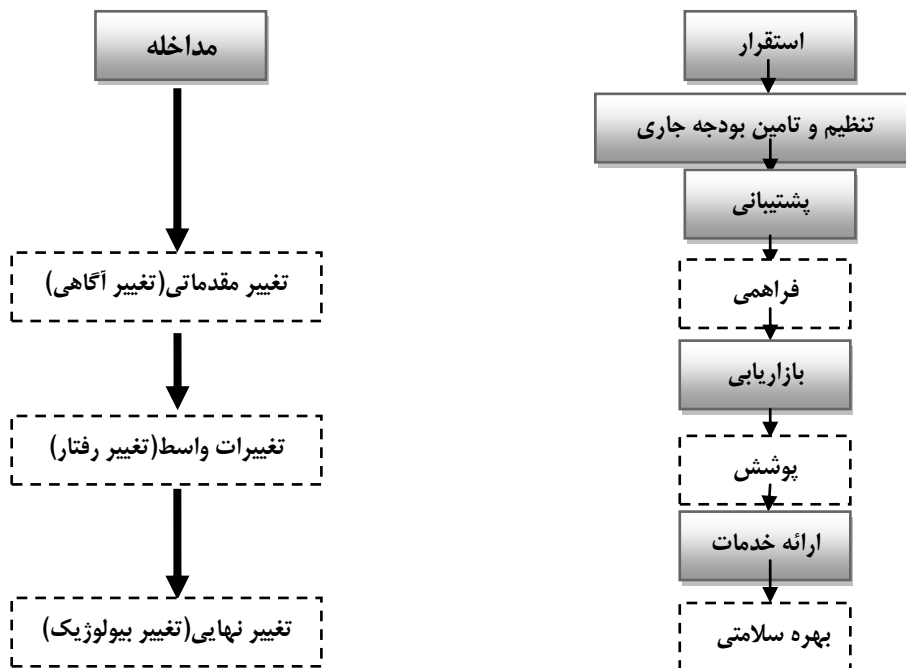 استقرار
تنظیم و تامین بودجه جاری
پشتیبانی
فراهمی
بازاریابی
پوشش
ارائه خدمات
بهره سلامتی
مداخله
تغییر مقدماتی(تغییر آگاهی)
تغییرات واسط(تغییر رفتار)
تغییر نهایی(تغییر بیولوژیک)